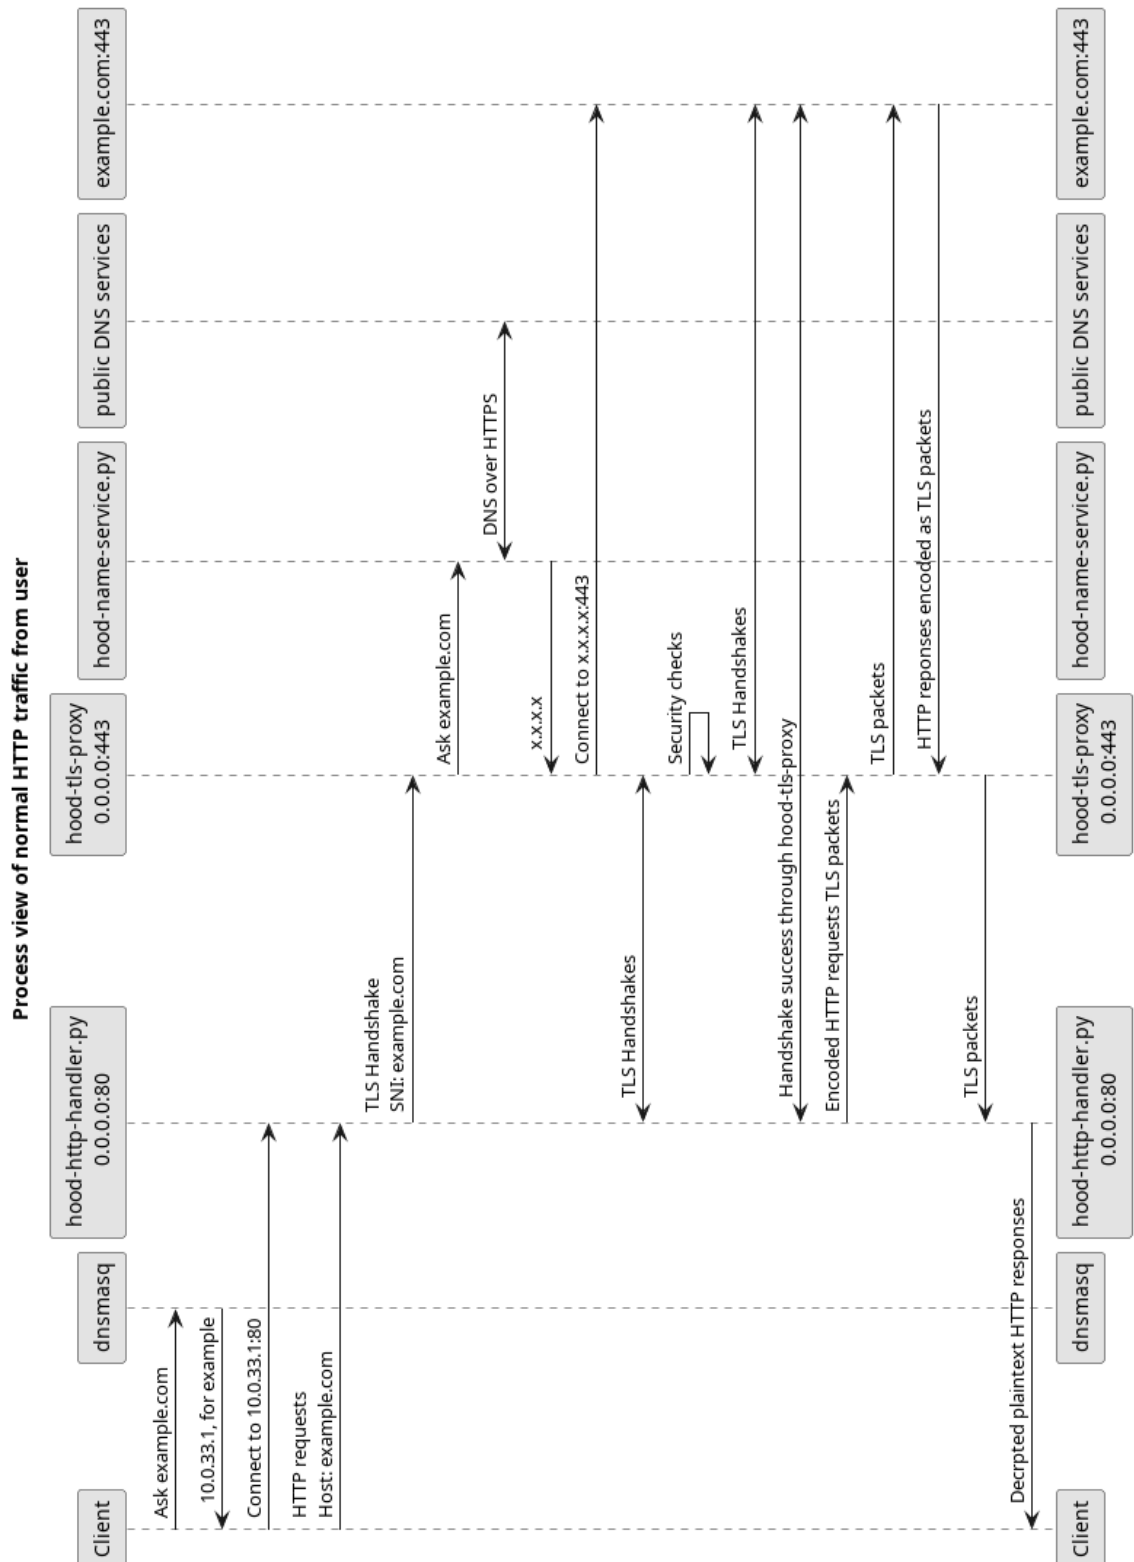 Process view of normal HTTP traffic from user
Client
dnsmasq
hood-http-handler.py
0.0.0.0:80
hood-tls-proxy
0.0.0.0:443
hood-name-service.py
public DNS services
example.com:443
Ask example.com
10.0.33.1, for example
Connect to 10.0.33.1:80
HTTP requests
Host: example.com
TLS Handshake
SNI: example.com
Ask example.com
DNS over HTTPS
x.x.x.x
Connect to x.x.x.x:443
TLS Handshakes
Security checks
TLS Handshakes
Handshake success through hood-tls-proxy
Encoded HTTP requests TLS packets
TLS packets
HTTP reponses encoded as TLS packets
TLS packets
Decrpted plaintext HTTP responses
Client
dnsmasq
hood-http-handler.py
0.0.0.0:80
hood-tls-proxy
0.0.0.0:443
hood-name-service.py
public DNS services
example.com:443